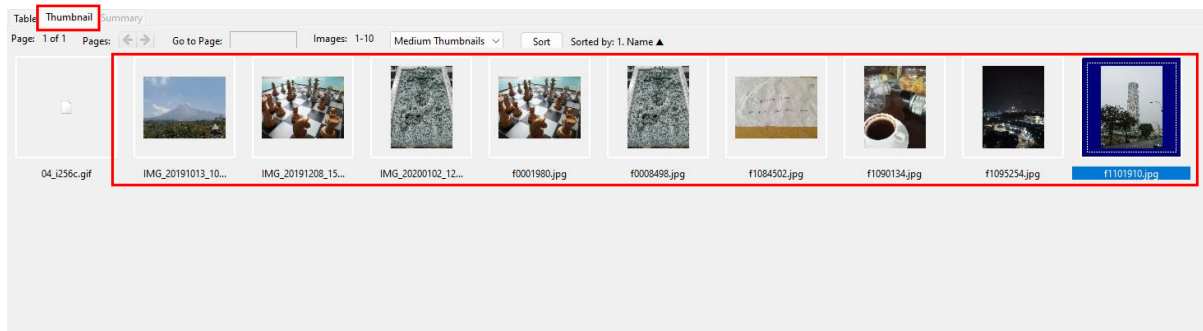 Table Thumbnail Summary
Page: 1 of 1 Pages: Go to Page: Images: 1-10 Medium Thumbnails Sort Sorted by: 1. Name ▲
04_i256c.gif IMG_20191013_10... IMG_20191208_15... IMG_20200102_12... f0001980.jpg f0008498.jpg f1084502.jpg f1090134.jpg f1095254.jpg f1101910.jpg